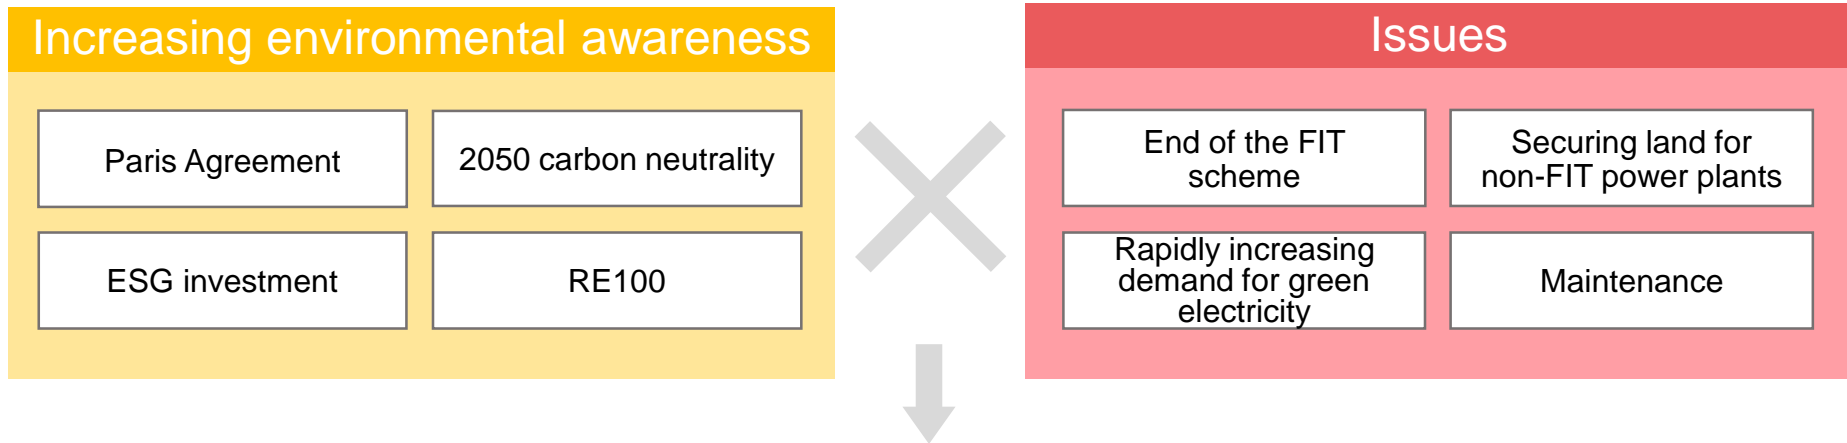 Increasing environmental awareness
Paris Agreement
2050 carbon neutrality
ESG investment
RE100
Issues
End of the FIT
scheme
Securing land for
non-FIT power plants
Rapidly increasing
demand for green
electricity
Maintenance